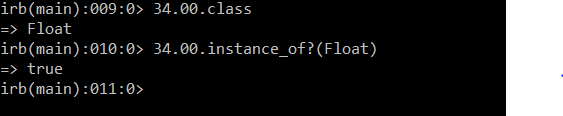 irb(main):009:0> 34.00.class
=> Float
irb(main):010:0> 34.00.instance_of?(Float)
=> true
irb(main):011:0>